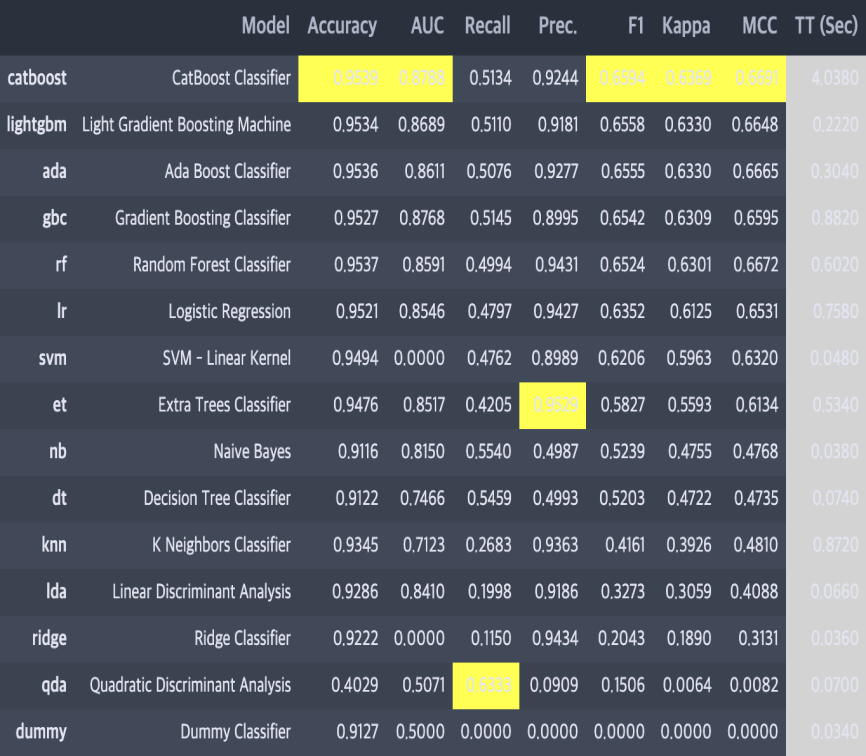 Model Accuracy AUC Recall Prec. F1 Kappa MCC TT (Sec)
catboost CatBoost Classifier 0.9539 0.8788 0.5134 0.9244 0.6594 0.6369 0.6691 4.0380
lightgbm Light Gradient Boosting Machine 0.9534 0.8689 0.5110 0.9181 0.6558 0.6330 0.6648 0.2220
ada Ada Boost Classifier 0.9536 0.8611 0.5076 0.9277 0.6555 0.6330 0.6665 0.3040
gbc Gradient Boosting Classifier 0.9527 0.8768 0.5145 0.8995 0.6542 0.6309 0.6595 0.8820
rf Random Forest Classifier 0.9537 0.8591 0.4994 0.9431 0.6524 0.6301 0.6672 0.6020
lr Logistic Regression 0.9521 0.8546 0.4797 0.9427 0.6352 0.6125 0.6531 0.7580
svm SVM - Linear Kernel 0.9494 0.0000 0.4762 0.8989 0.6206 0.5963 0.6320 0.0480
et Extra Trees Classifier 0.9476 0.8517 0.4205 0.9529 0.5827 0.5593 0.6134 0.5340
nb Naive Bayes 0.9116 0.8150 0.5540 0.4987 0.5239 0.4755 0.4768 0.0380
dt Decision Tree Classifier 0.9122 0.7466 0.5459 0.4993 0.5203 0.4722 0.4735 0.0740
knn K Neighbors Classifier 0.9345 0.7123 0.2683 0.9363 0.4161 0.3926 0.4810 0.8720
lda Linear Discriminant Analysis 0.9286 0.8410 0.1998 0.9186 0.3273 0.3059 0.4088 0.0660
ridge Ridge Classifier 0.9222 0.0000 0.1150 0.9434 0.2043 0.1890 0.3131 0.0360
qda Quadratic Discriminant Analysis 0.4029 0.5071 0.6333 0.0909 0.1506 0.0064 0.0082 0.0700
dummy Dummy Classifier 0.9127 0.5000 0.0000 0.0000 0.0000 0.0000 0.0000 0.0340